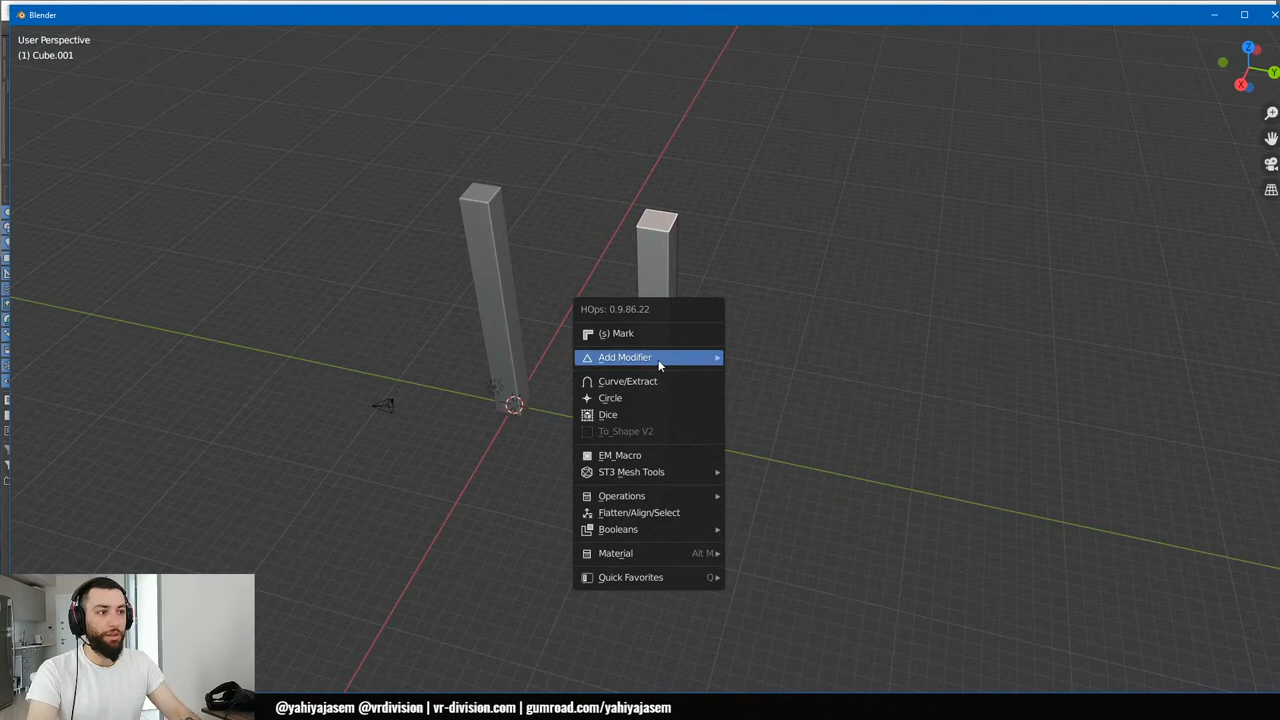 Blender
User Perspective
(1) Cube.001
Z
Y
X
HOps: 0.9.86.22
(s) Mark
Add Modifier
Curve/Extract
Circle
Dice
To_Shape V2
EM_Macro
ST3 Mesh Tools
Operations
Flatten/Align/Select
Booleans
Material Alt M
Quick Favorites Q
@yahiyajasem @vrdivision | vr-division.com | gumroad.com/yahiyajasem